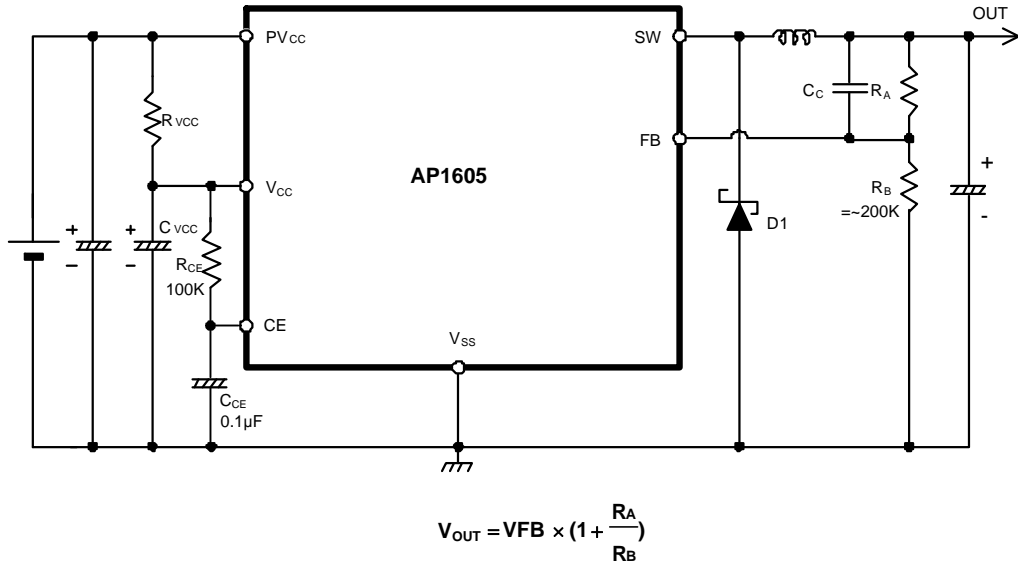 OUT
PVCC
SW
CC
RA
RVCC
FB
AP1605
VCC
RB
=~200K
+
-
D1
CVCC
+
−
+
−
RCE
100K
CE
VSS
CCE
0.1µF
VOUT = VFB × (1 + RA
RB)